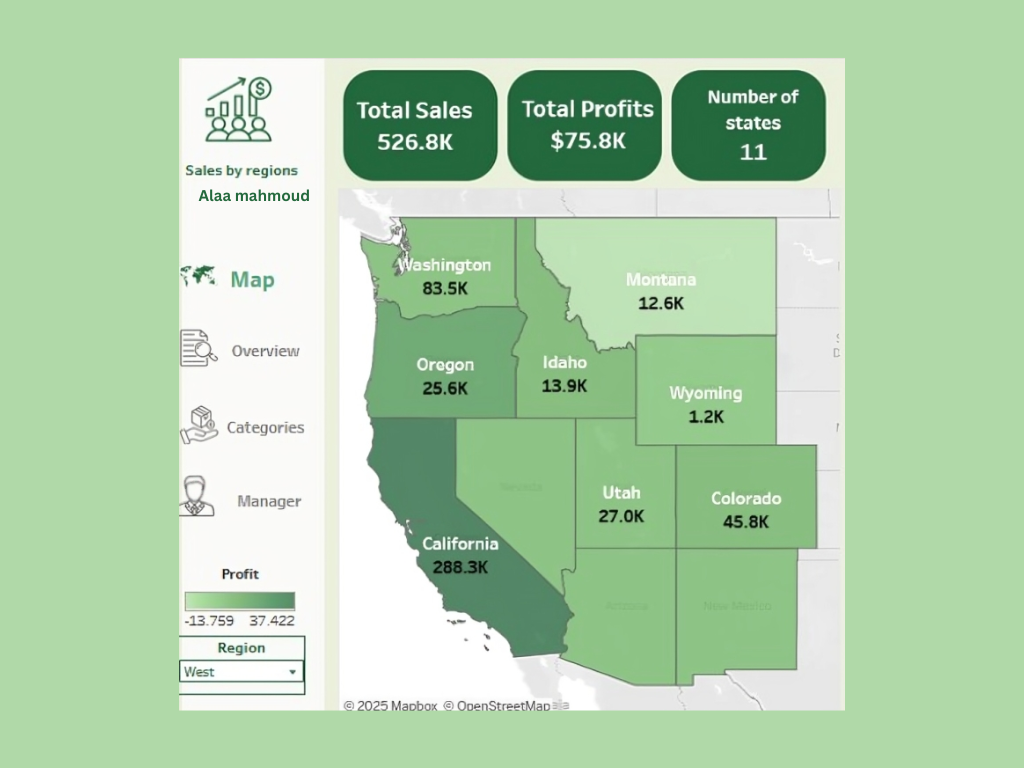 Total Sales
526.8K
Total Profits
$75.8K
Number of
states
11
Sales by regions
Alaa mahmoud
Map
Overview
Categories
Manager
Profit
-13.759 37.422
Region
West
Washington
83.5K
Montana
12.6K
Oregon
25.6K
Idaho
13.9K
Wyoming
1.2K
Nevada
Utah
27.0K
Colorado
45.8K
California
288.3K
Arizona
New Mexico
© 2025 Mapbox © OpenStreetMap